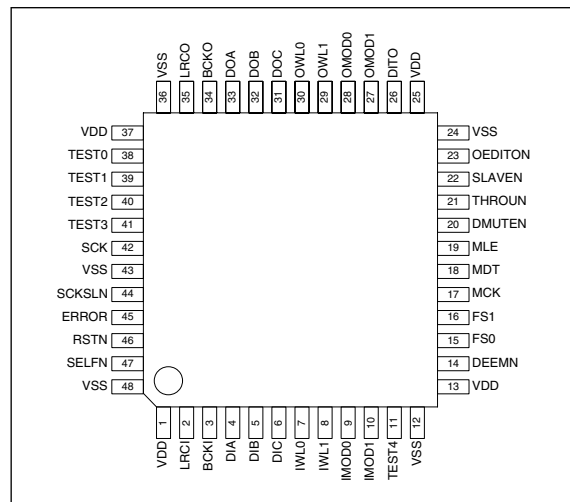 VSS LRCO BCKO DOA DOB DOC OWL0 OWL1 OMOD0 OMOD1 DITO VDD
36 35 34 33 32 31 30 29 28 27 26 25
VDD 37 24 VSS
TEST0 38 23 OEDITON
TEST1 39 22 SLAVEN
TEST2 40 21 THROUN
TEST3 41 20 DMUTEN
SCK 42 19 MLE
VSS 43 18 MDT
SCKSLN 44 17 MCK
ERROR 45 16 FS1
RSTN 46 15 FS0
SELFN 47 14 DEEMN
VSS 48 13 VDD
1 2 3 4 5 6 7 8 9 10 11 12
VDD LRCI BCKI DIA DIB DIC IWL0 IWL1 IMOD0 IMOD1 TEST4 VSS